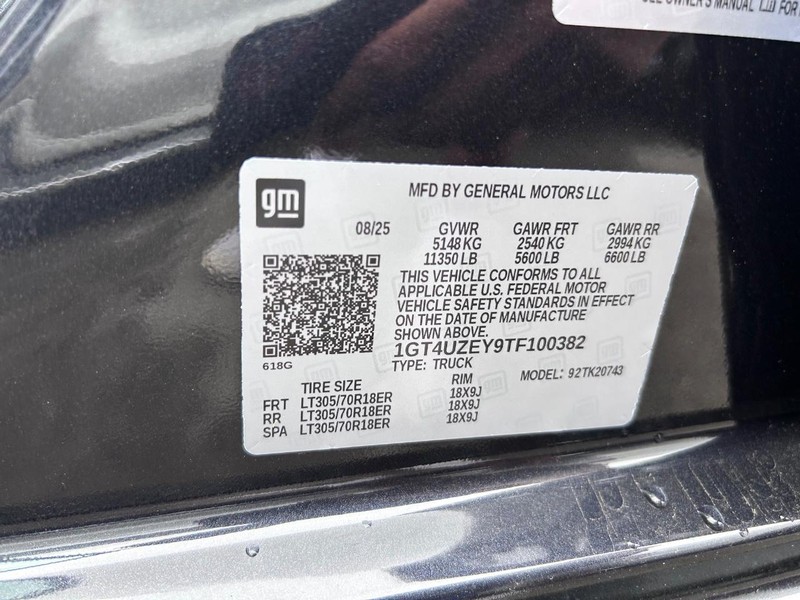 OWNER'S MANUAL FOR
gm
MFD BY GENERAL MOTORS LLC
08/25 GVWR GAWR FRT GAWR RR
5148 KG 2540 KG 2994 KG
11350 LB 5600 LB 6600 LB
THIS VEHICLE CONFORMS TO ALL
APPLICABLE U.S. FEDERAL MOTOR
VEHICLE SAFETY STANDARDS IN EFFECT
ON THE DATE OF MANUFACTURE
SHOWN ABOVE.
1GT4UZEY9TF100382
618G
TYPE: TRUCK
MODEL: 92TK20743
TIRE SIZE RIM
FRT LT305/70R18ER 18X9J
RR LT305/70R18ER 18X9J
SPA LT305/70R18ER 18X9J